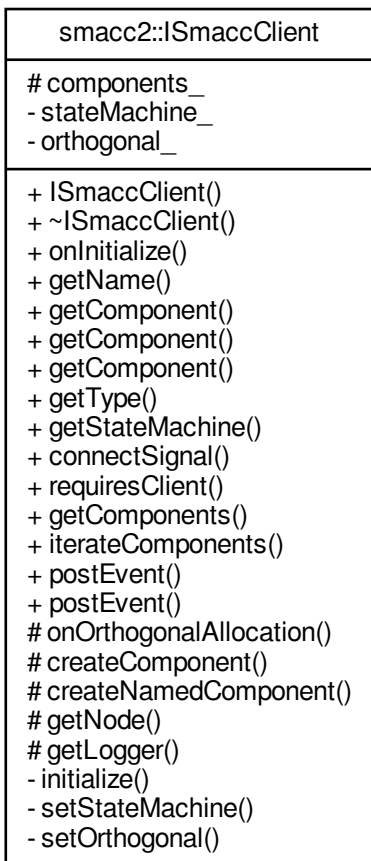 smacc2::ISmaccClient
# components_
- stateMachine_
- orthogonal_
+ ISmaccClient()
+ ~ISmaccClient()
+ onInitialize()
+ getName()
+ getComponent()
+ getComponent()
+ getComponent()
+ getType()
+ getStateMachine()
+ connectSignal()
+ requiresClient()
+ getComponents()
+ iterateComponents()
+ postEvent()
+ postEvent()
# onOrthogonalAllocation()
# createComponent()
# createNamedComponent()
# getNode()
# getLogger()
- initialize()
- setStateMachine()
- setOrthogonal()